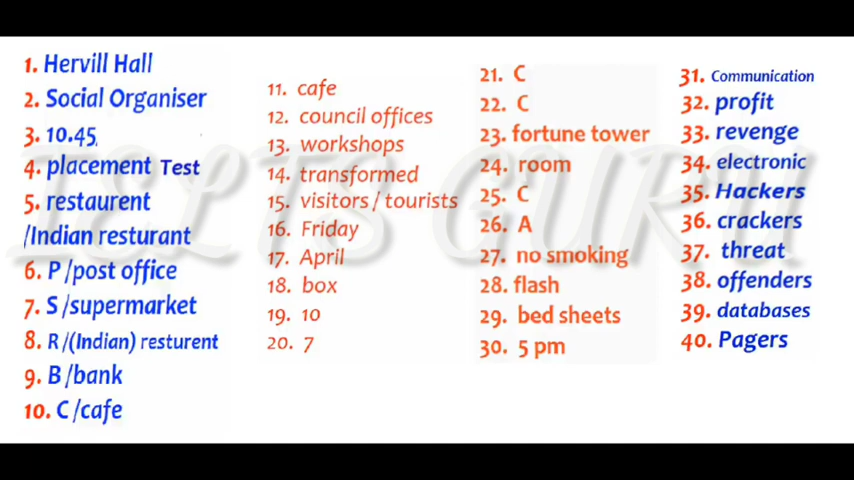 1. Hervill Hall
2. Social Organiser
3. 10.45,
4. placement Test
5. restaurent
/Indian resturant
6. P/post office
7. S/supermarket
8. R/(Indian) resturent
9. B/bank
10. C/cafe
11. cafe
12. council offices
13. workshops
14. transformed
15. visitors / tourists
16. Friday
17. April
18. box
19. 10
20. 7
21. C
22. C
23. fortune tower
24. room
25. C
26. A
27. no smoking
28. flash
29. bed sheets
30. 5 pm
31. Communication
32. profit
33. revenge
34. electronic
35. Hackers
36. crackers
37. threat
38. offenders
39. databases
40. Pagers
IELTS GURU